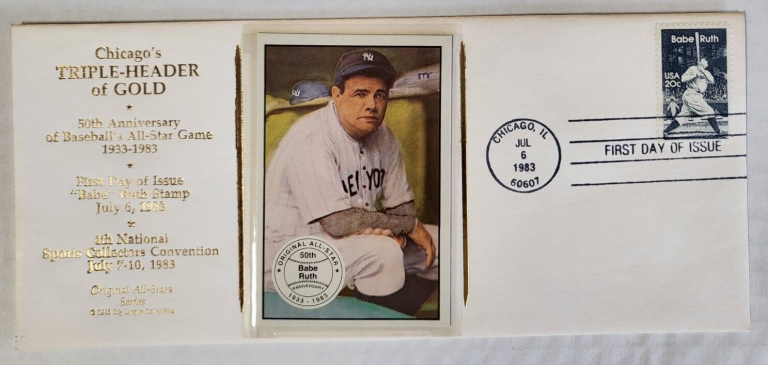 Chicago's
TRIPLE-HEADER
of GOLD
50th Anniversary
of Baseball's All-Star Game
1933-1983
★
First Day of Issue
"Babe" Ruth Stamp
July 6, 1983
★
4th National
Sports Collectors Convention
July 7-10, 1983
Original All-Stars
Series
NEW YORK
ORIGINAL ALL-STAR
50th
Babe
Ruth
ANNIVERSARY
1933 - 1983
Babe Ruth
USA
20c
CHICAGO, IL
JUL
6
1983
60607
FIRST DAY OF ISSUE